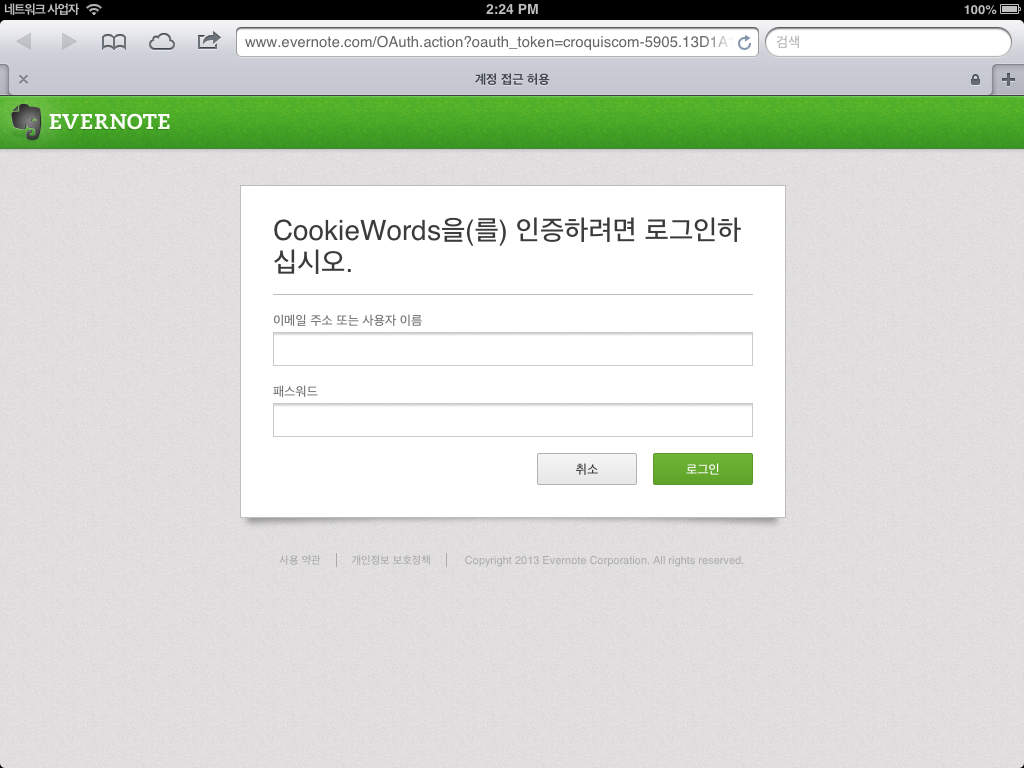 네트워크 사업자
2:24 PM
100%
www.evernote.com/OAuth.action?oauth_token=croquiscom-5905.13D1A
검색
계정 접근 허용
EVERNOTE
CookieWords을(를) 인증하려면 로그인하
십시오.
이메일 주소 또는 사용자 이름
패스워드
취소
로그인
사용 약관
개인정보 보호정책
Copyright 2013 Evernote Corporation. All rights reserved.